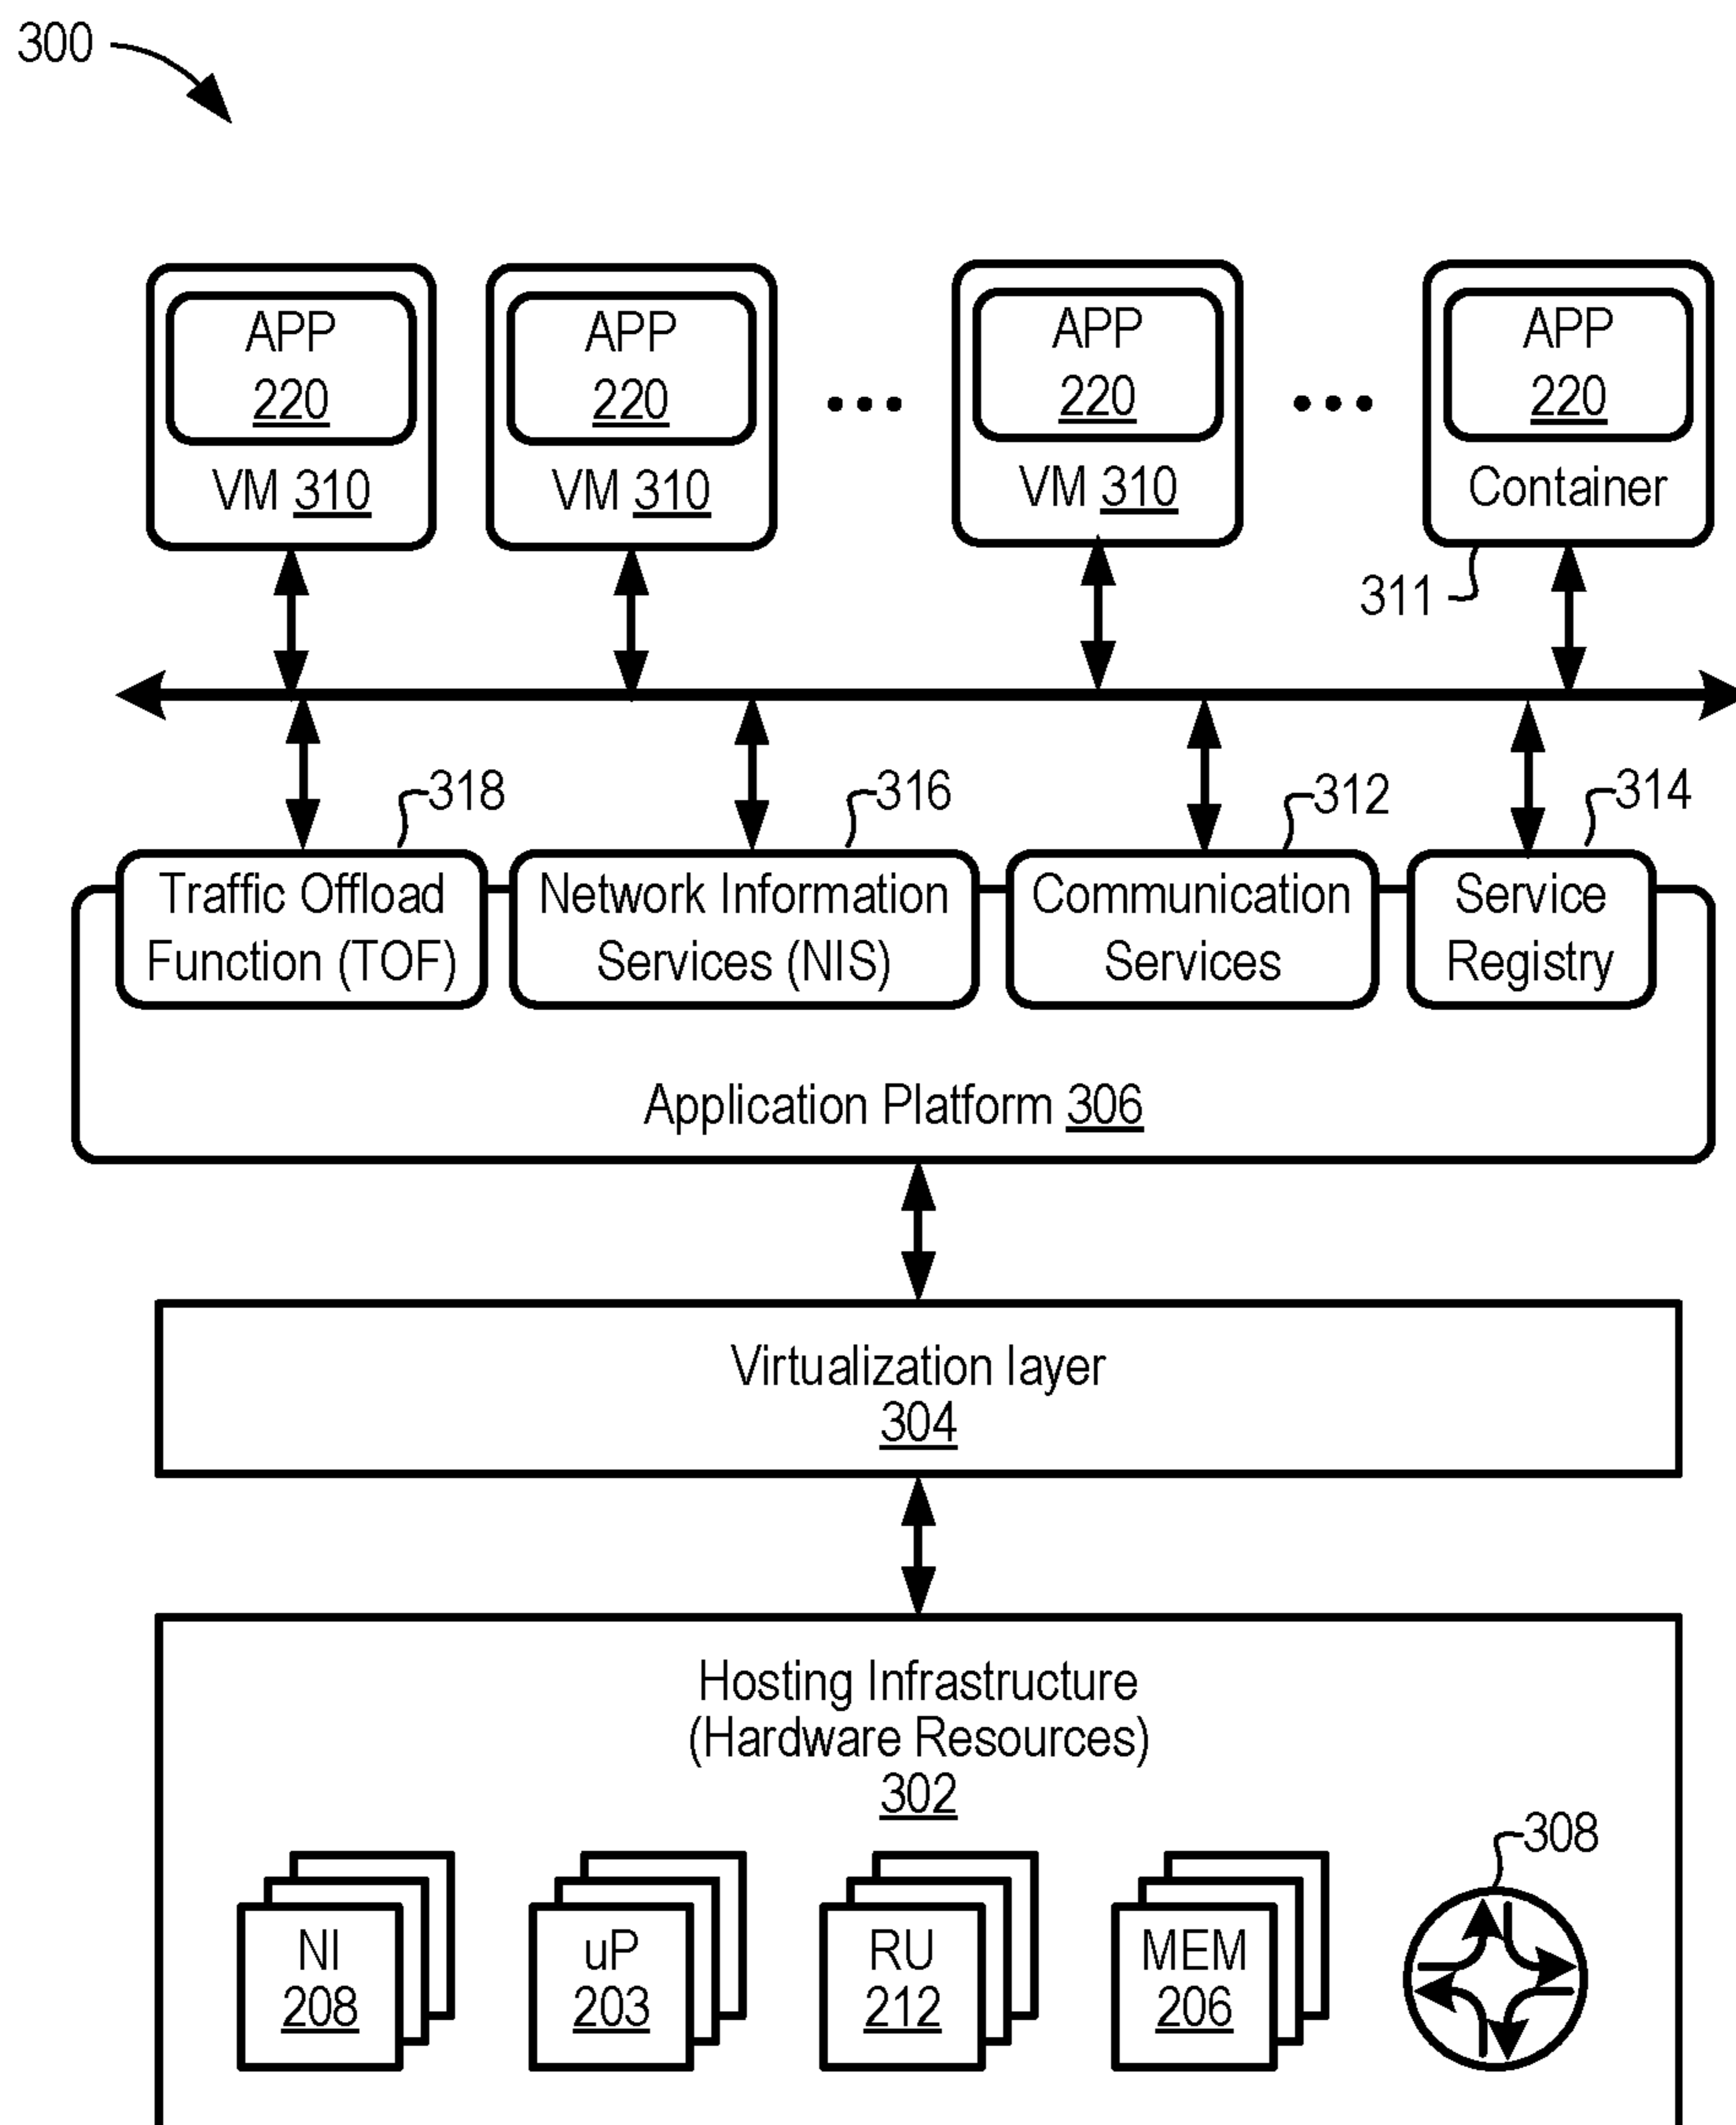 300
APP
220
VM 310
APP
220
VM 310
APP
220
VM 310
APP
220
Container
311
318
316
312
314
Traffic Offload
Function (TOF)
Network Information
Services (NIS)
Communication
Services
Service
Registry
Application Platform 306
Virtualization layer
304
Hosting Infrastructure
(Hardware Resources)
302
308
NI
208
uP
203
RU
212
MEM
206